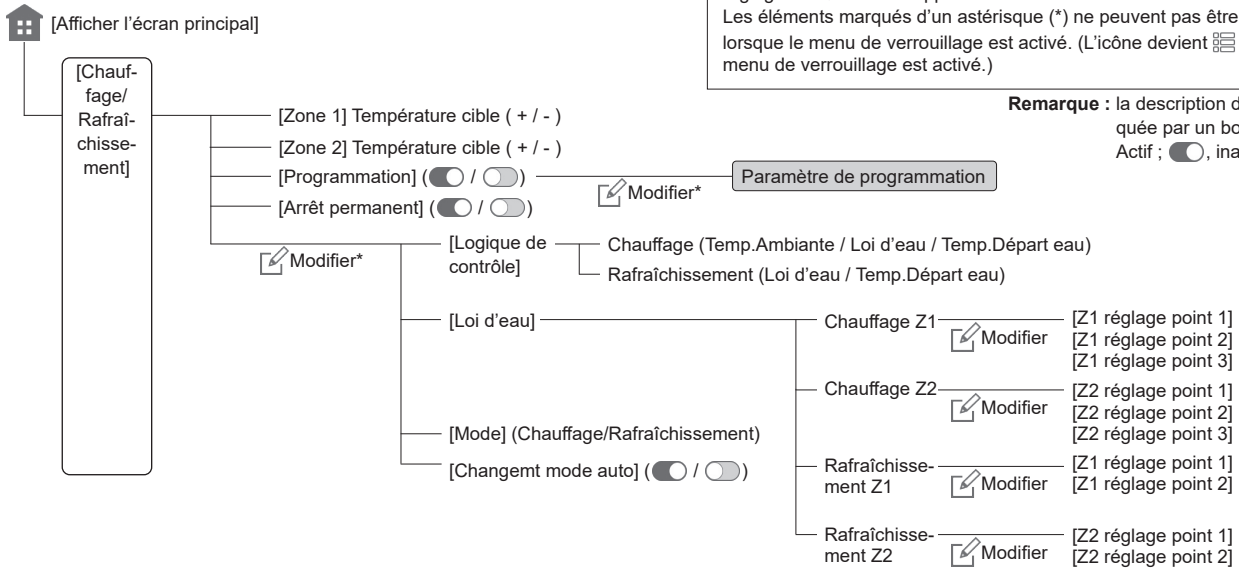 [Afficher l'écran principal]
Les éléments marqués d'un astérisque (*) ne peuvent pas être
lorsque le menu de verrouillage est activé. (L'icône devient
menu de verrouillage est activé.)
Remarque : la description d
quée par un bo
Actif ; , ina
[Chauf-
fage/
Rafraî-
chisse-
ment]
[Zone 1] Température cible ( + / - )
[Zone 2] Température cible ( + / - )
[Programmation] ( / )
Modifier*
Paramètre de programmation
[Arrêt permanent] ( / )
Modifier*
[Logique de
contrôle]
Chauffage (Temp.Ambiante / Loi d'eau / Temp.Départ eau)
Rafraîchissement (Loi d'eau / Temp.Départ eau)
[Loi d'eau]
Chauffage Z1
Modifier
[Z1 réglage point 1]
[Z1 réglage point 2]
[Z1 réglage point 3]
Chauffage Z2
Modifier
[Z2 réglage point 1]
[Z2 réglage point 2]
[Z2 réglage point 3]
Rafraîchisse-
ment Z1
Modifier
[Z1 réglage point 1]
[Z1 réglage point 2]
Rafraîchisse-
ment Z2
Modifier
[Z2 réglage point 1]
[Z2 réglage point 2]
[Mode] (Chauffage/Rafraîchissement)
[Changemt mode auto] ( / )